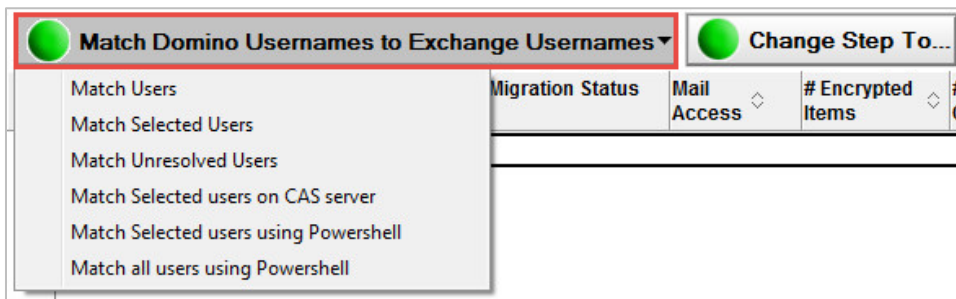 Match Domino Usernames to Exchange Usernames
Change Step To...
Match Users
Match Selected Users
Match Unresolved Users
Match Selected users on CAS server
Match Selected users using Powershell
Match all users using Powershell
Migration Status
Mail
Access
# Encrypted
Items